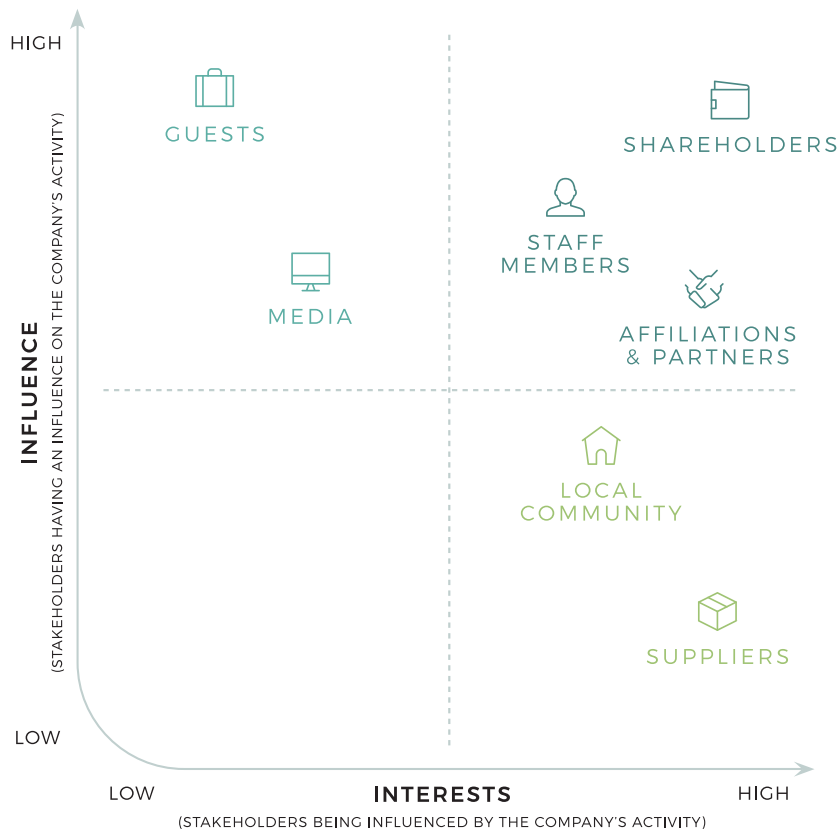 HIGH
GUESTS
SHAREHOLDERS
STAFF
MEMBERS
MEDIA
AFFILIATIONS
& PARTNERS
INFLUENCE
(STAKEHOLDERS HAVING AN INFLUENCE ON THE COMPANY'S ACTIVITY)
LOCAL
COMMUNITY
SUPPLIERS
LOW
LOW
INTERESTS
HIGH
(STAKEHOLDERS BEING INFLUENCED BY THE COMPANY'S ACTIVITY)